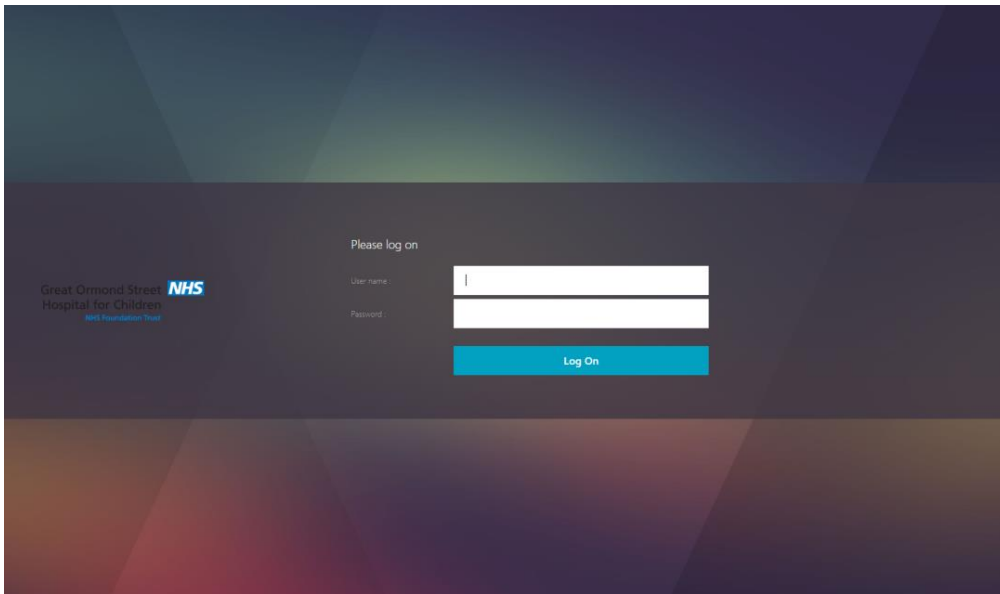 Please log on
User name :
Password :
Log On
Great Ormond Street NHS
Hospital for Children
NHS Foundation Trust